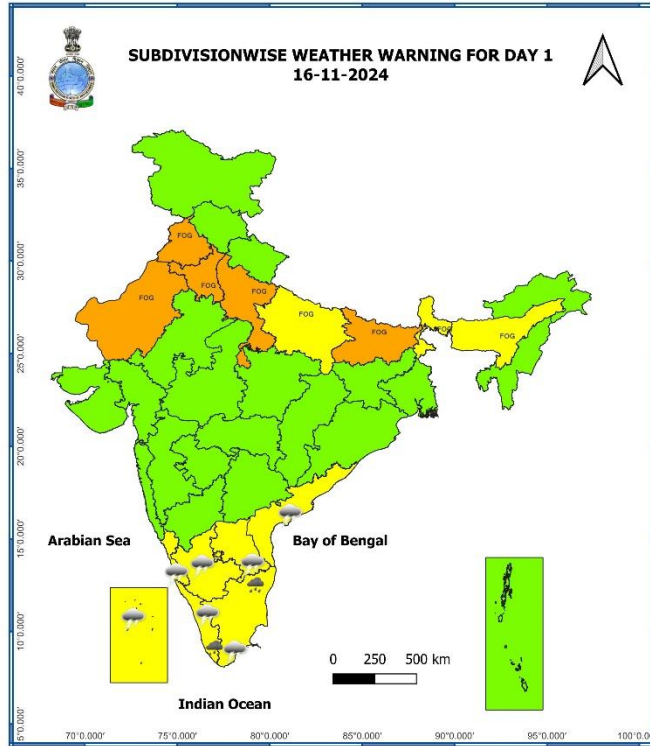 SUBDIVISIONWISE WEATHER WARNING FOR DAY 1
16-11-2024
40°0.000'
35°0.000'
30°0.000'
25°0.000'
20°0.000'
15°0.000'
10°0.000'
5°0.000'
FOG
FOG
FOG
FOG
FOG
FOG
FOG
FOG
Arabian Sea
Bay of Bengal
0 250 500 km
Indian Ocean
70°0.000' 75°0.000' 80°0.000' 85°0.000' 90°0.000' 95°0.000' 100°0.0